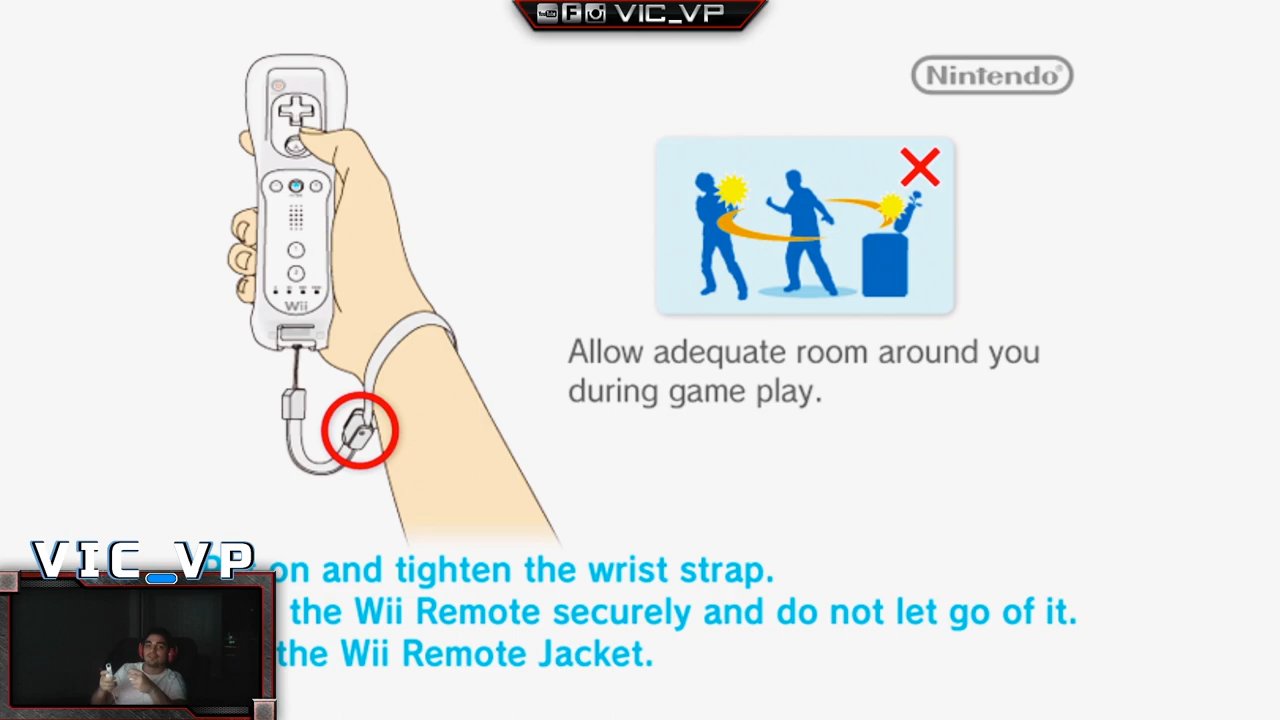 VIC_VP
Nintendo®
Wii
Allow adequate room around you
during game play.
VIC_VP
on and tighten the wrist strap.
the Wii Remote securely and do not let go of it.
the Wii Remote Jacket.